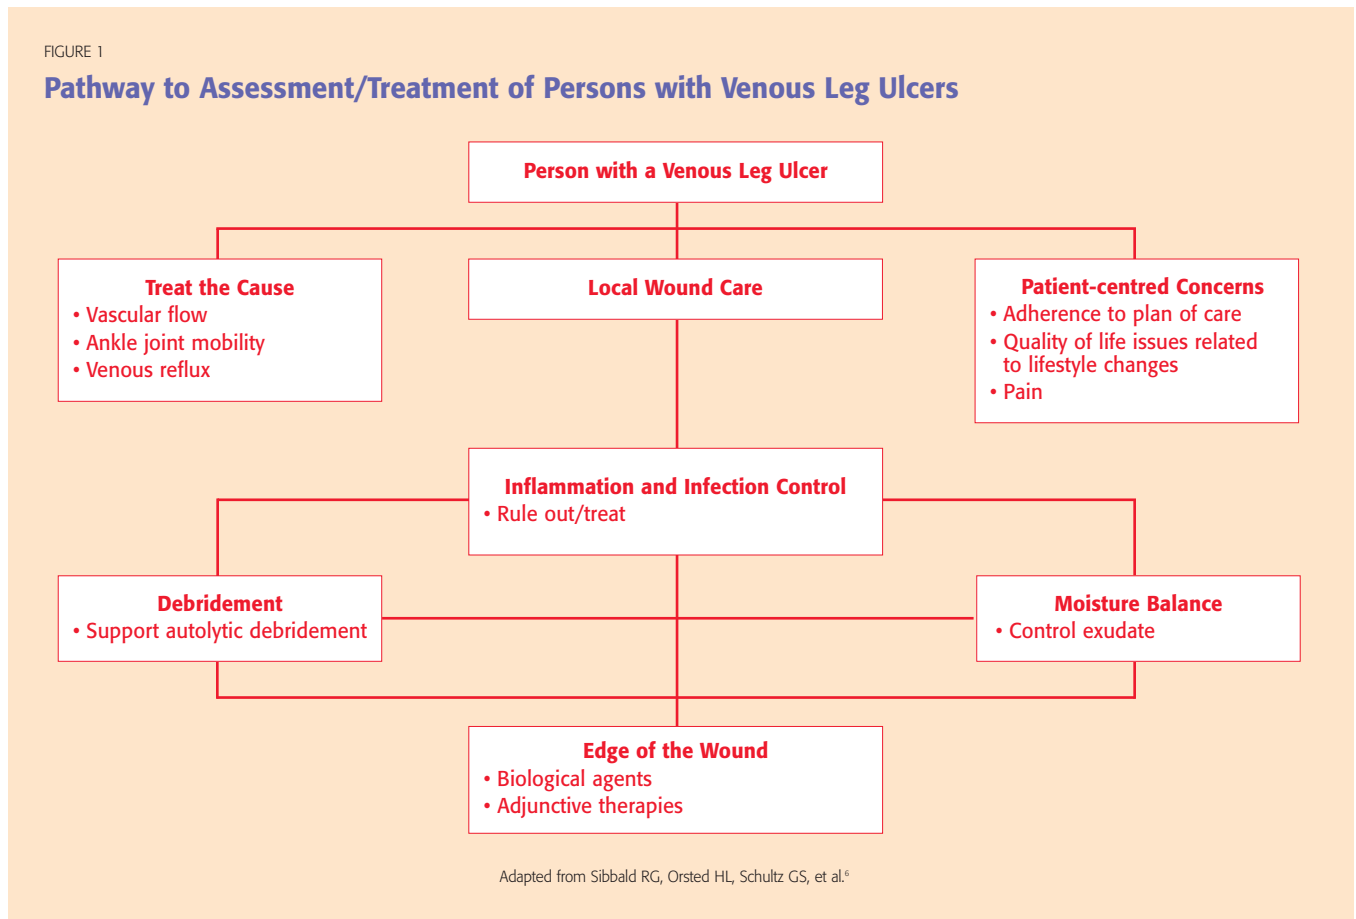 FIGURE 1
Pathway to Assessment/Treatment of Persons with Venous Leg Ulcers
Person with a Venous Leg Ulcer
Treat the Cause
• Vascular flow
• Ankle joint mobility
• Venous reflux
Local Wound Care
Patient-centred Concerns
• Adherence to plan of care
• Quality of life issues related
to lifestyle changes
• Pain
Inflammation and Infection Control
• Rule out/treat
Debridement
• Support autolytic debridement
Moisture Balance
• Control exudate
Edge of the Wound
• Biological agents
• Adjunctive therapies
Adapted from Sibbald RG, Orsted HL, Schultz GS, et al.⁶